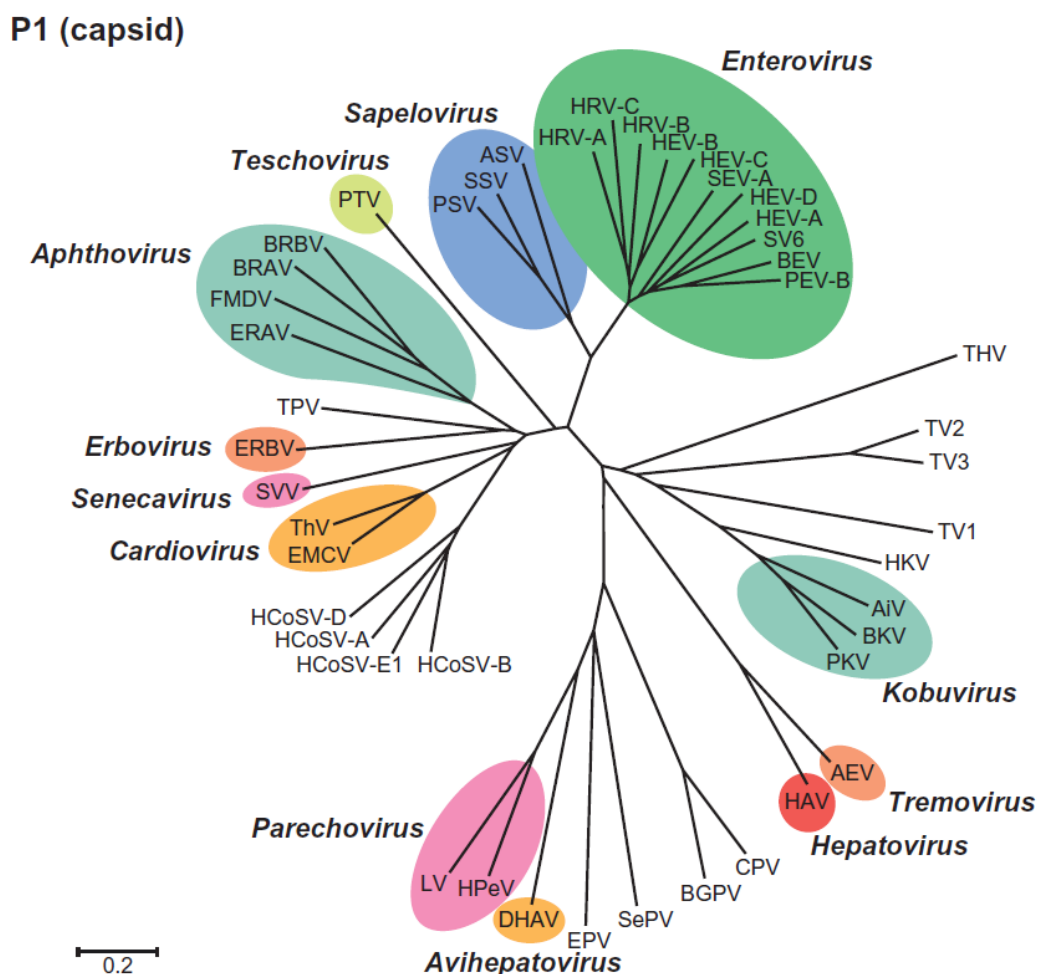 P1 (capsid)
Enterovirus
HRV-C
HRV-B
HRV-A
HEV-B
HEV-C
SEV-A
HEV-D
HEV-A
SV6
BEV
PEV-B
Sapelovirus
ASV
SSV
PSV
Teschovirus
PTV
Aphthovirus
BRBV
BRAV
FMDV
ERAV
TPV
Erbovirus
ERBV
Senecavirus
SVV
Cardiovirus
ThV
EMCV
HCoSV-D
HCoSV-A
HCoSV-E1
HCoSV-B
THV
TV2
TV3
TV1
HKV
AiV
BKV
PKV
Kobuvirus
AEV
Tremovirus
HAV
Hepatovirus
CPV
BGPV
SePV
EPV
Parechovirus
LV
HPeV
DHAV
Avihepatovirus
0.2